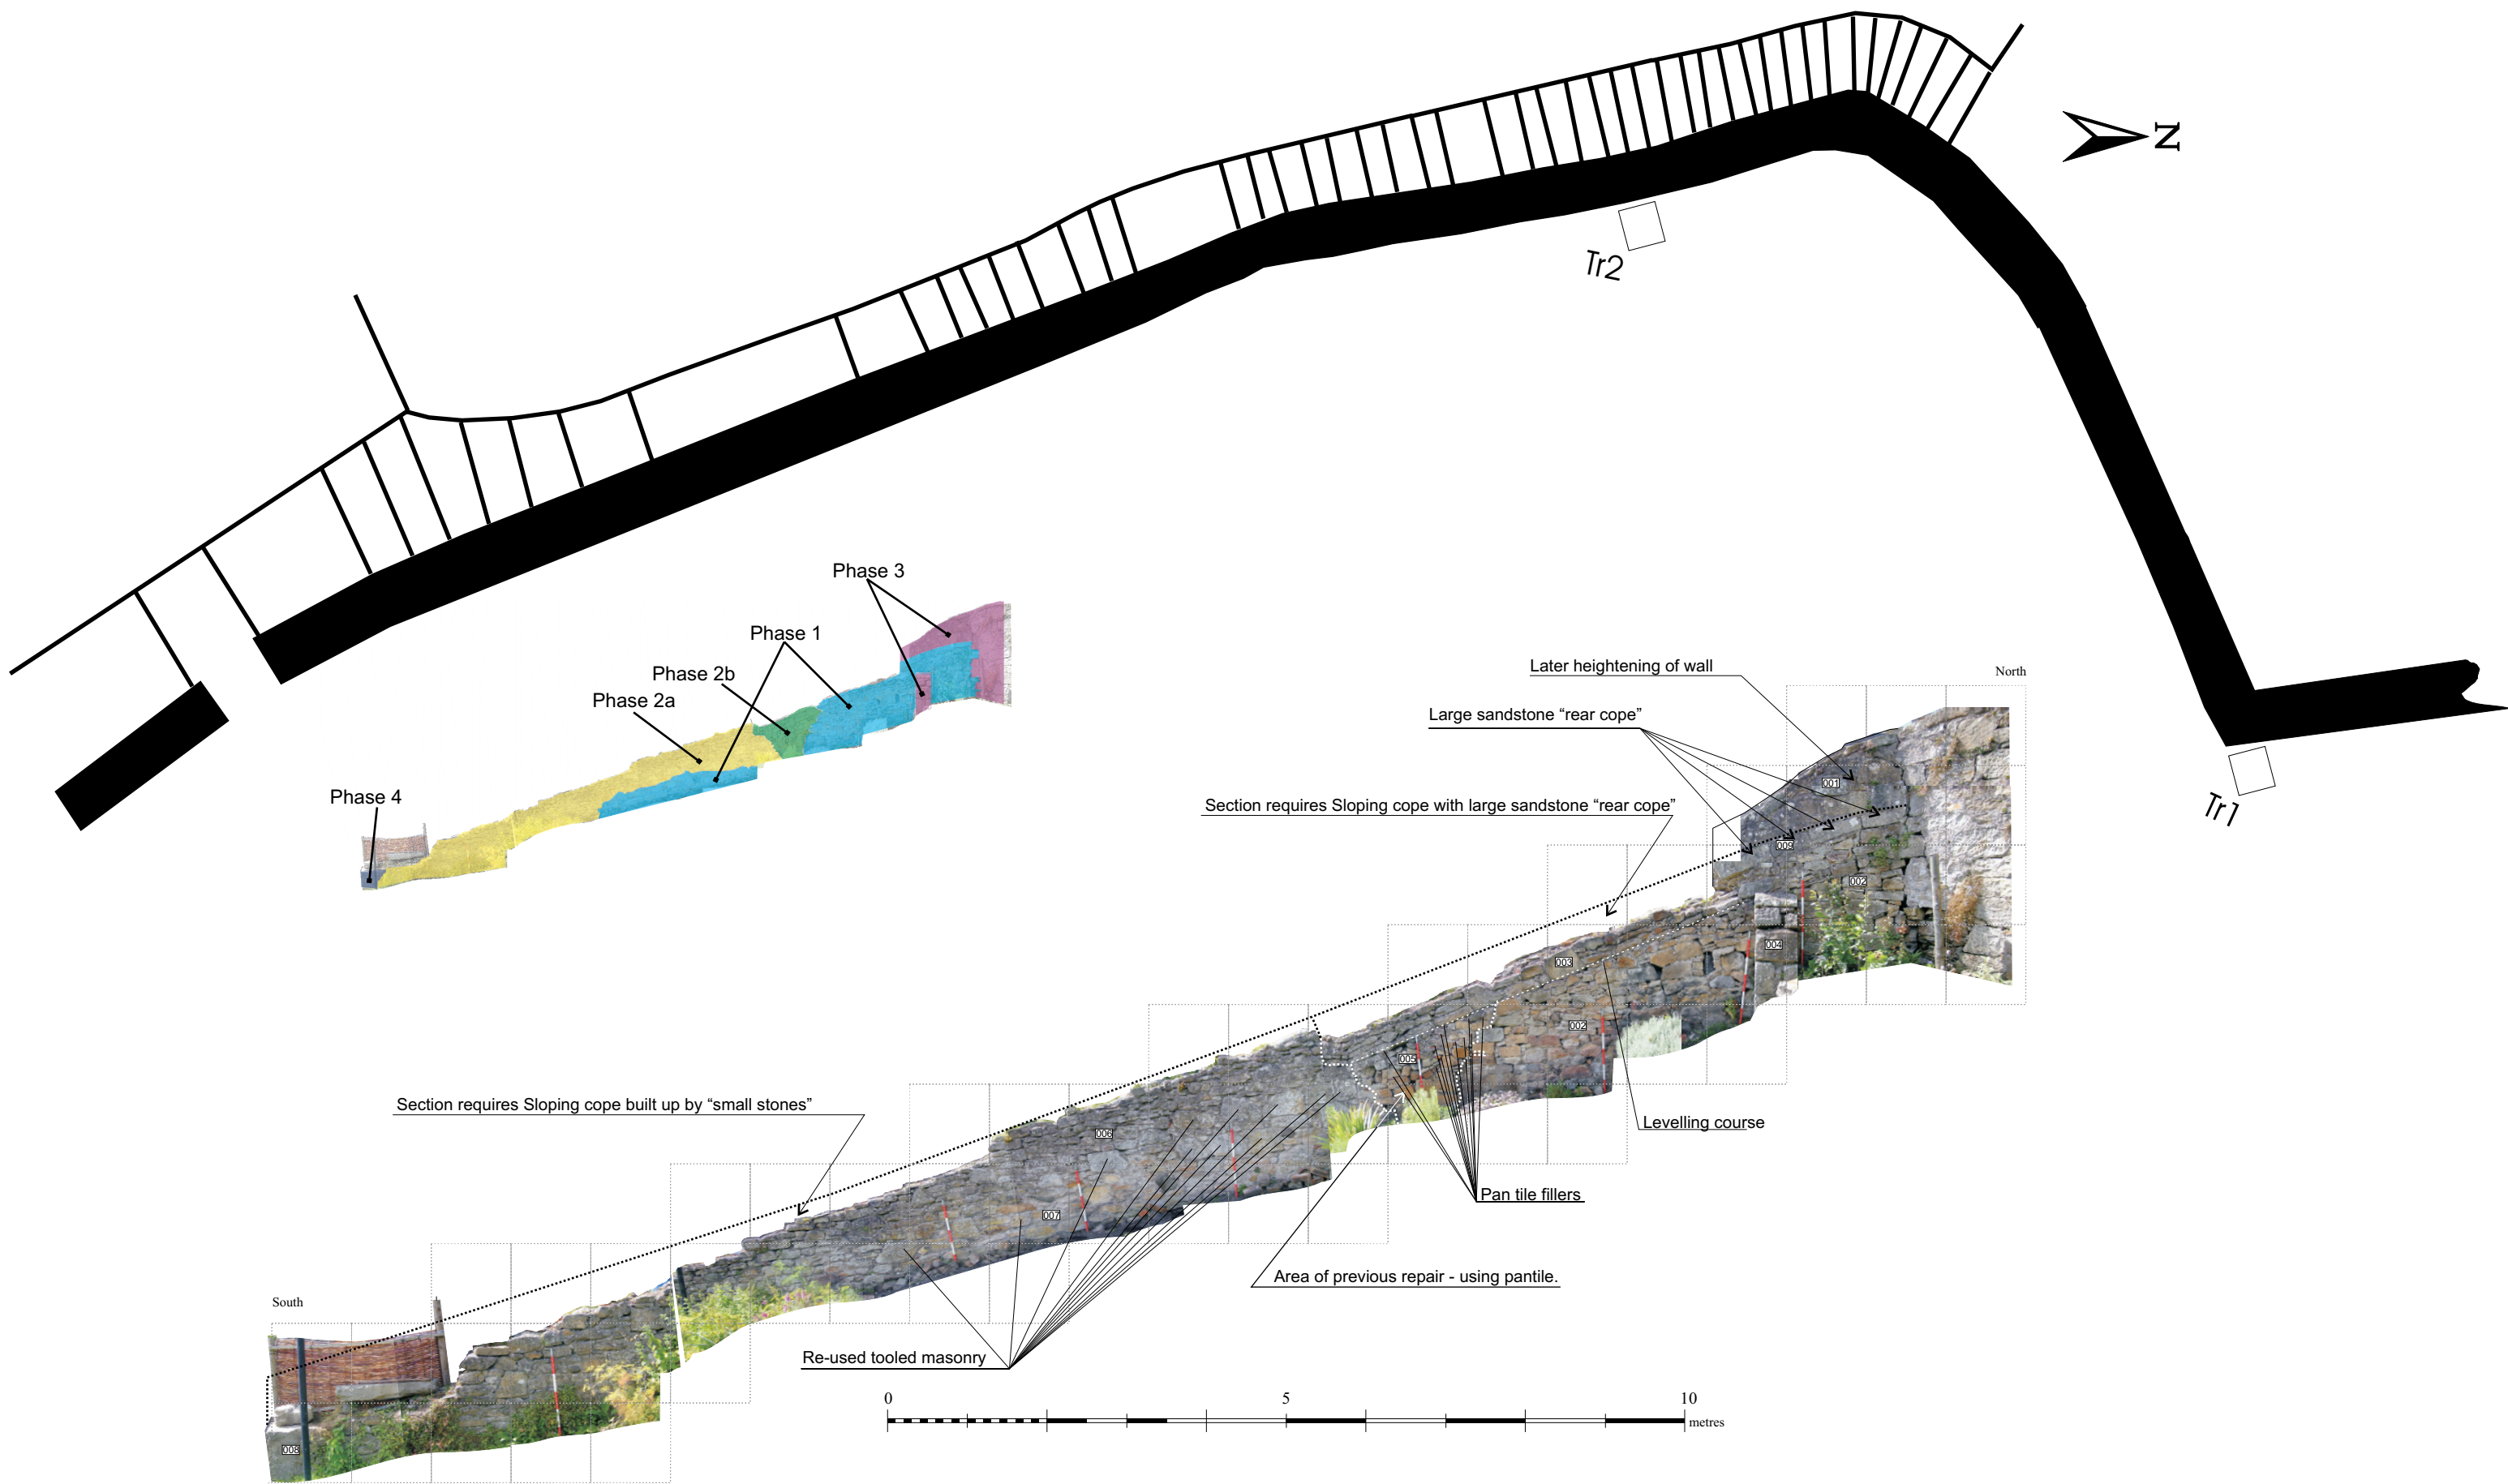 N
Tr2
Phase 3
Phase 1
Phase 2b
Phase 2a
Phase 4
Later heightening of wall
North
Large sandstone “rear cope”
Section requires Sloping cope with large sandstone “rear cope”
Tr1
001
009
002
004
003
002
005
Section requires Sloping cope built up by “small stones”
006
Levelling course
Pan tile fillers
007
Area of previous repair - using pantile.
South
Re-used tooled masonry
0 5 10
metres
008